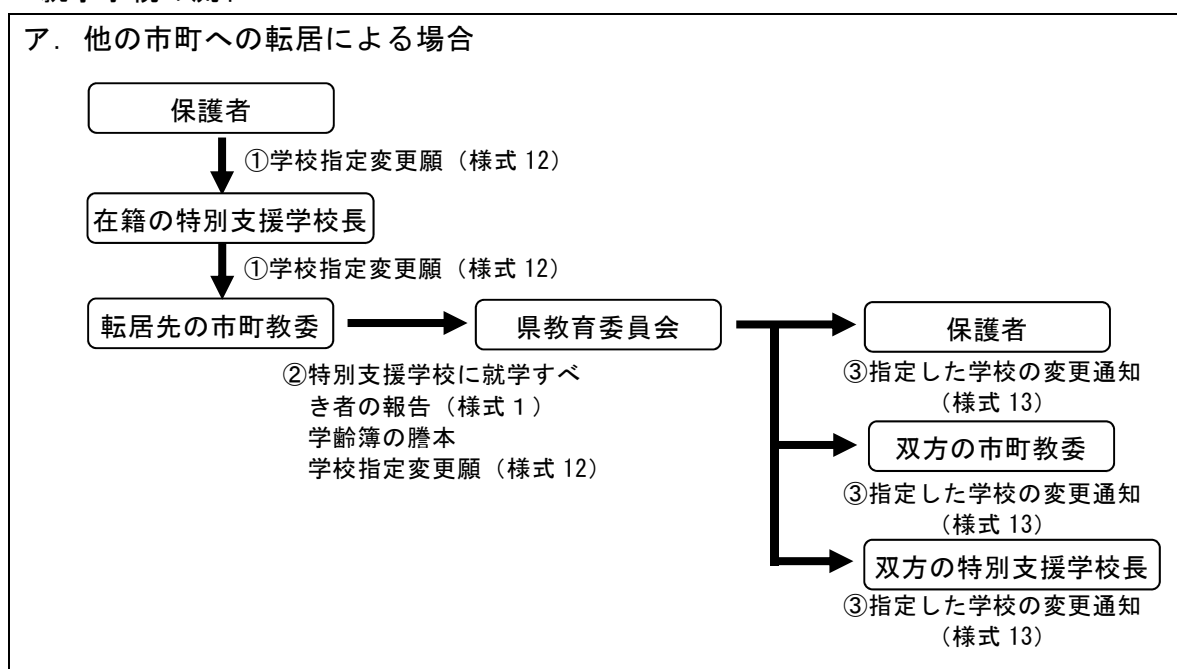 ア．他の市町への転居による場合
保護者
①学校指定変更願（様式 12）
在籍の特別支援学校長
①学校指定変更願（様式 12）
転居先の市町教委
県教育委員会
②特別支援学校に就学すべ
き者の報告（様式１）
学齢簿の謄本
学校指定変更願（様式 12）
保護者
③指定した学校の変更通知
（様式 13）
双方の市町教委
③指定した学校の変更通知
（様式 13）
双方の特別支援学校長
③指定した学校の変更通知
（様式 13）